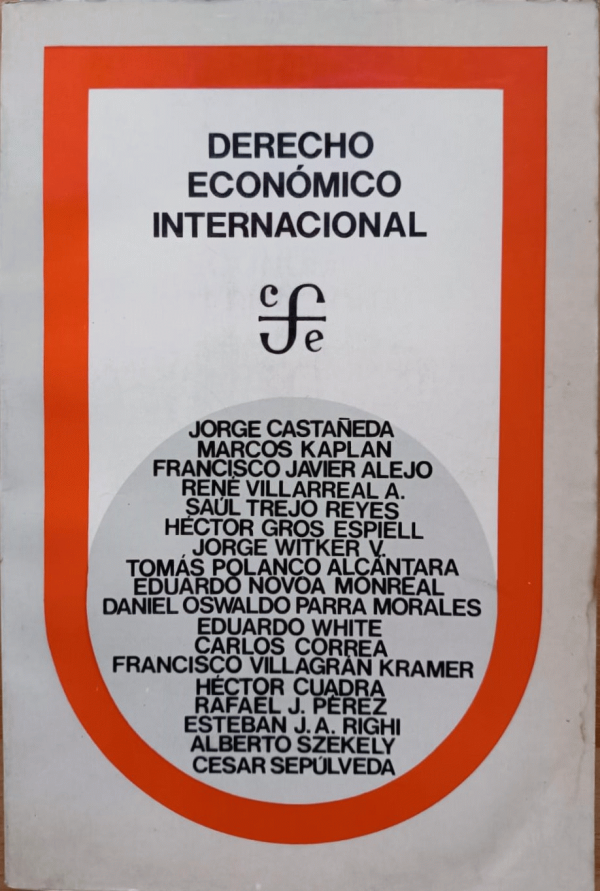 DERECHO
ECONÓMICO
INTERNACIONAL
c
f
e
JORGE CASTAÑEDA
MARCOS KAPLAN
FRANCISCO JAVIER ALEJO
RENÉ VILLARREAL A.
SAÚL TREJO REYES
HÉCTOR GROS ESPIELL
JORGE WITKER V.
TOMÁS POLANCO ALCÁNTARA
EDUARDO NOVOA MONREAL
DANIEL OSWALDO PARRA MORALES
EDUARDO WHITE
CARLOS CORREA
FRANCISCO VILLAGRÁN KRAMER
HÉCTOR CUADRA
RAFAEL J. PÉREZ
ESTEBAN J. A. RIGHI
ALBERTO SZEKELY
CESAR SEPÚLVEDA